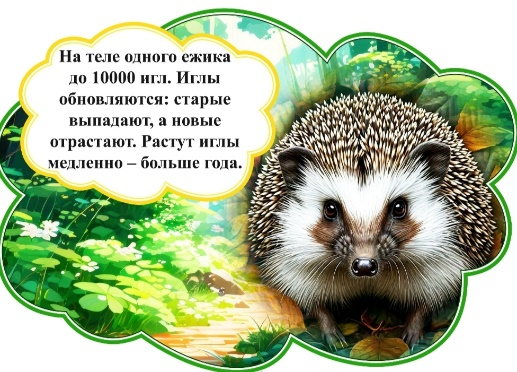 На теле одного ежика
до 10000 игл. Иглы
обновляются: старые
выпадают, а новые
отрастают. Растут иглы
медленно – больше года.